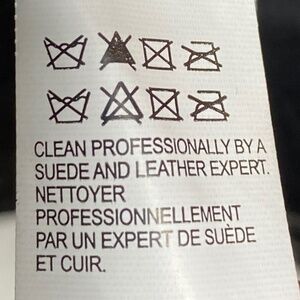 CLEAN PROFESSIONALLY BY A
SUEDE AND LEATHER EXPERT.
NETTOYER
PROFESSIONNELLEMENT
PAR UN EXPERT DE SUÈDE
ET CUIR.